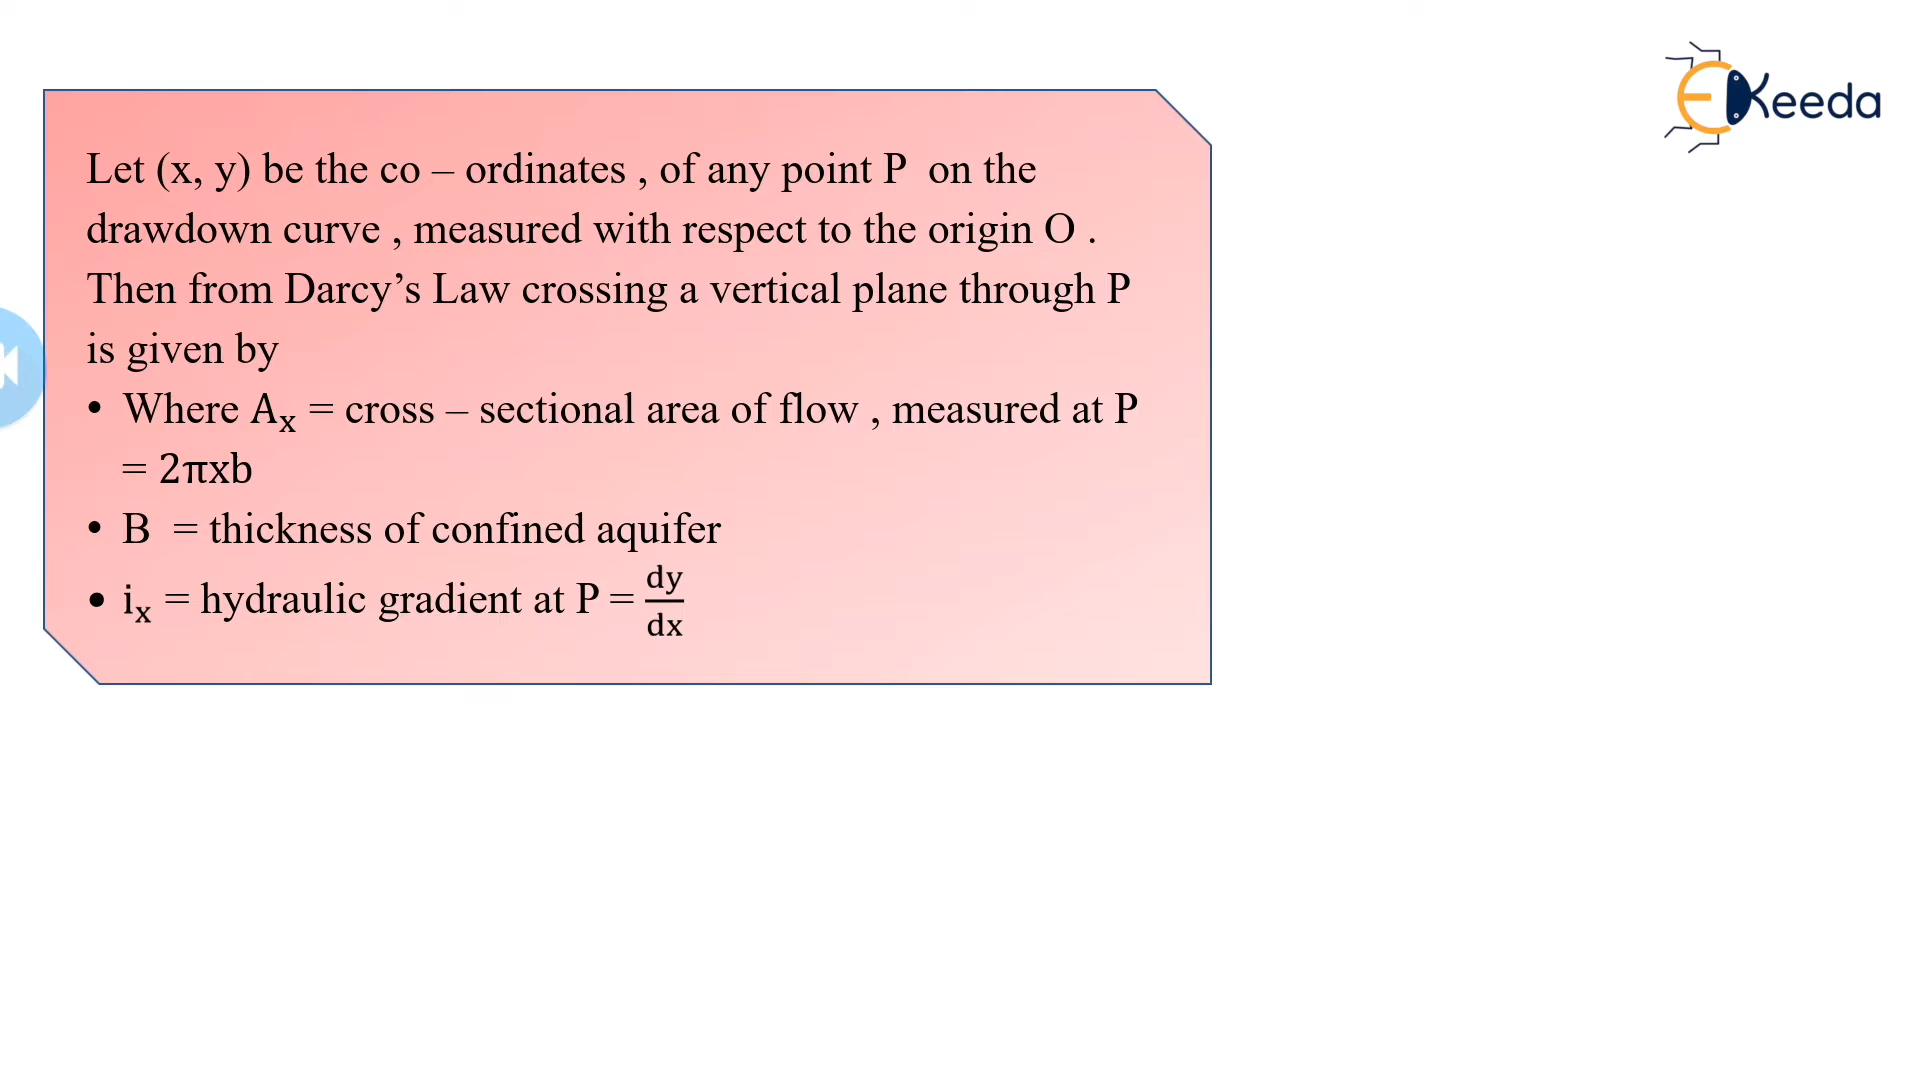 EKeeda
Let (x, y) be the co – ordinates , of any point P on the
drawdown curve , measured with respect to the origin O .
Then from Darcy’s Law crossing a vertical plane through P
is given by
• Where Aₓ = cross – sectional area of flow , measured at P
= 2πxb
• B = thickness of confined aquifer
• iₓ = hydraulic gradient at P = dy/dx